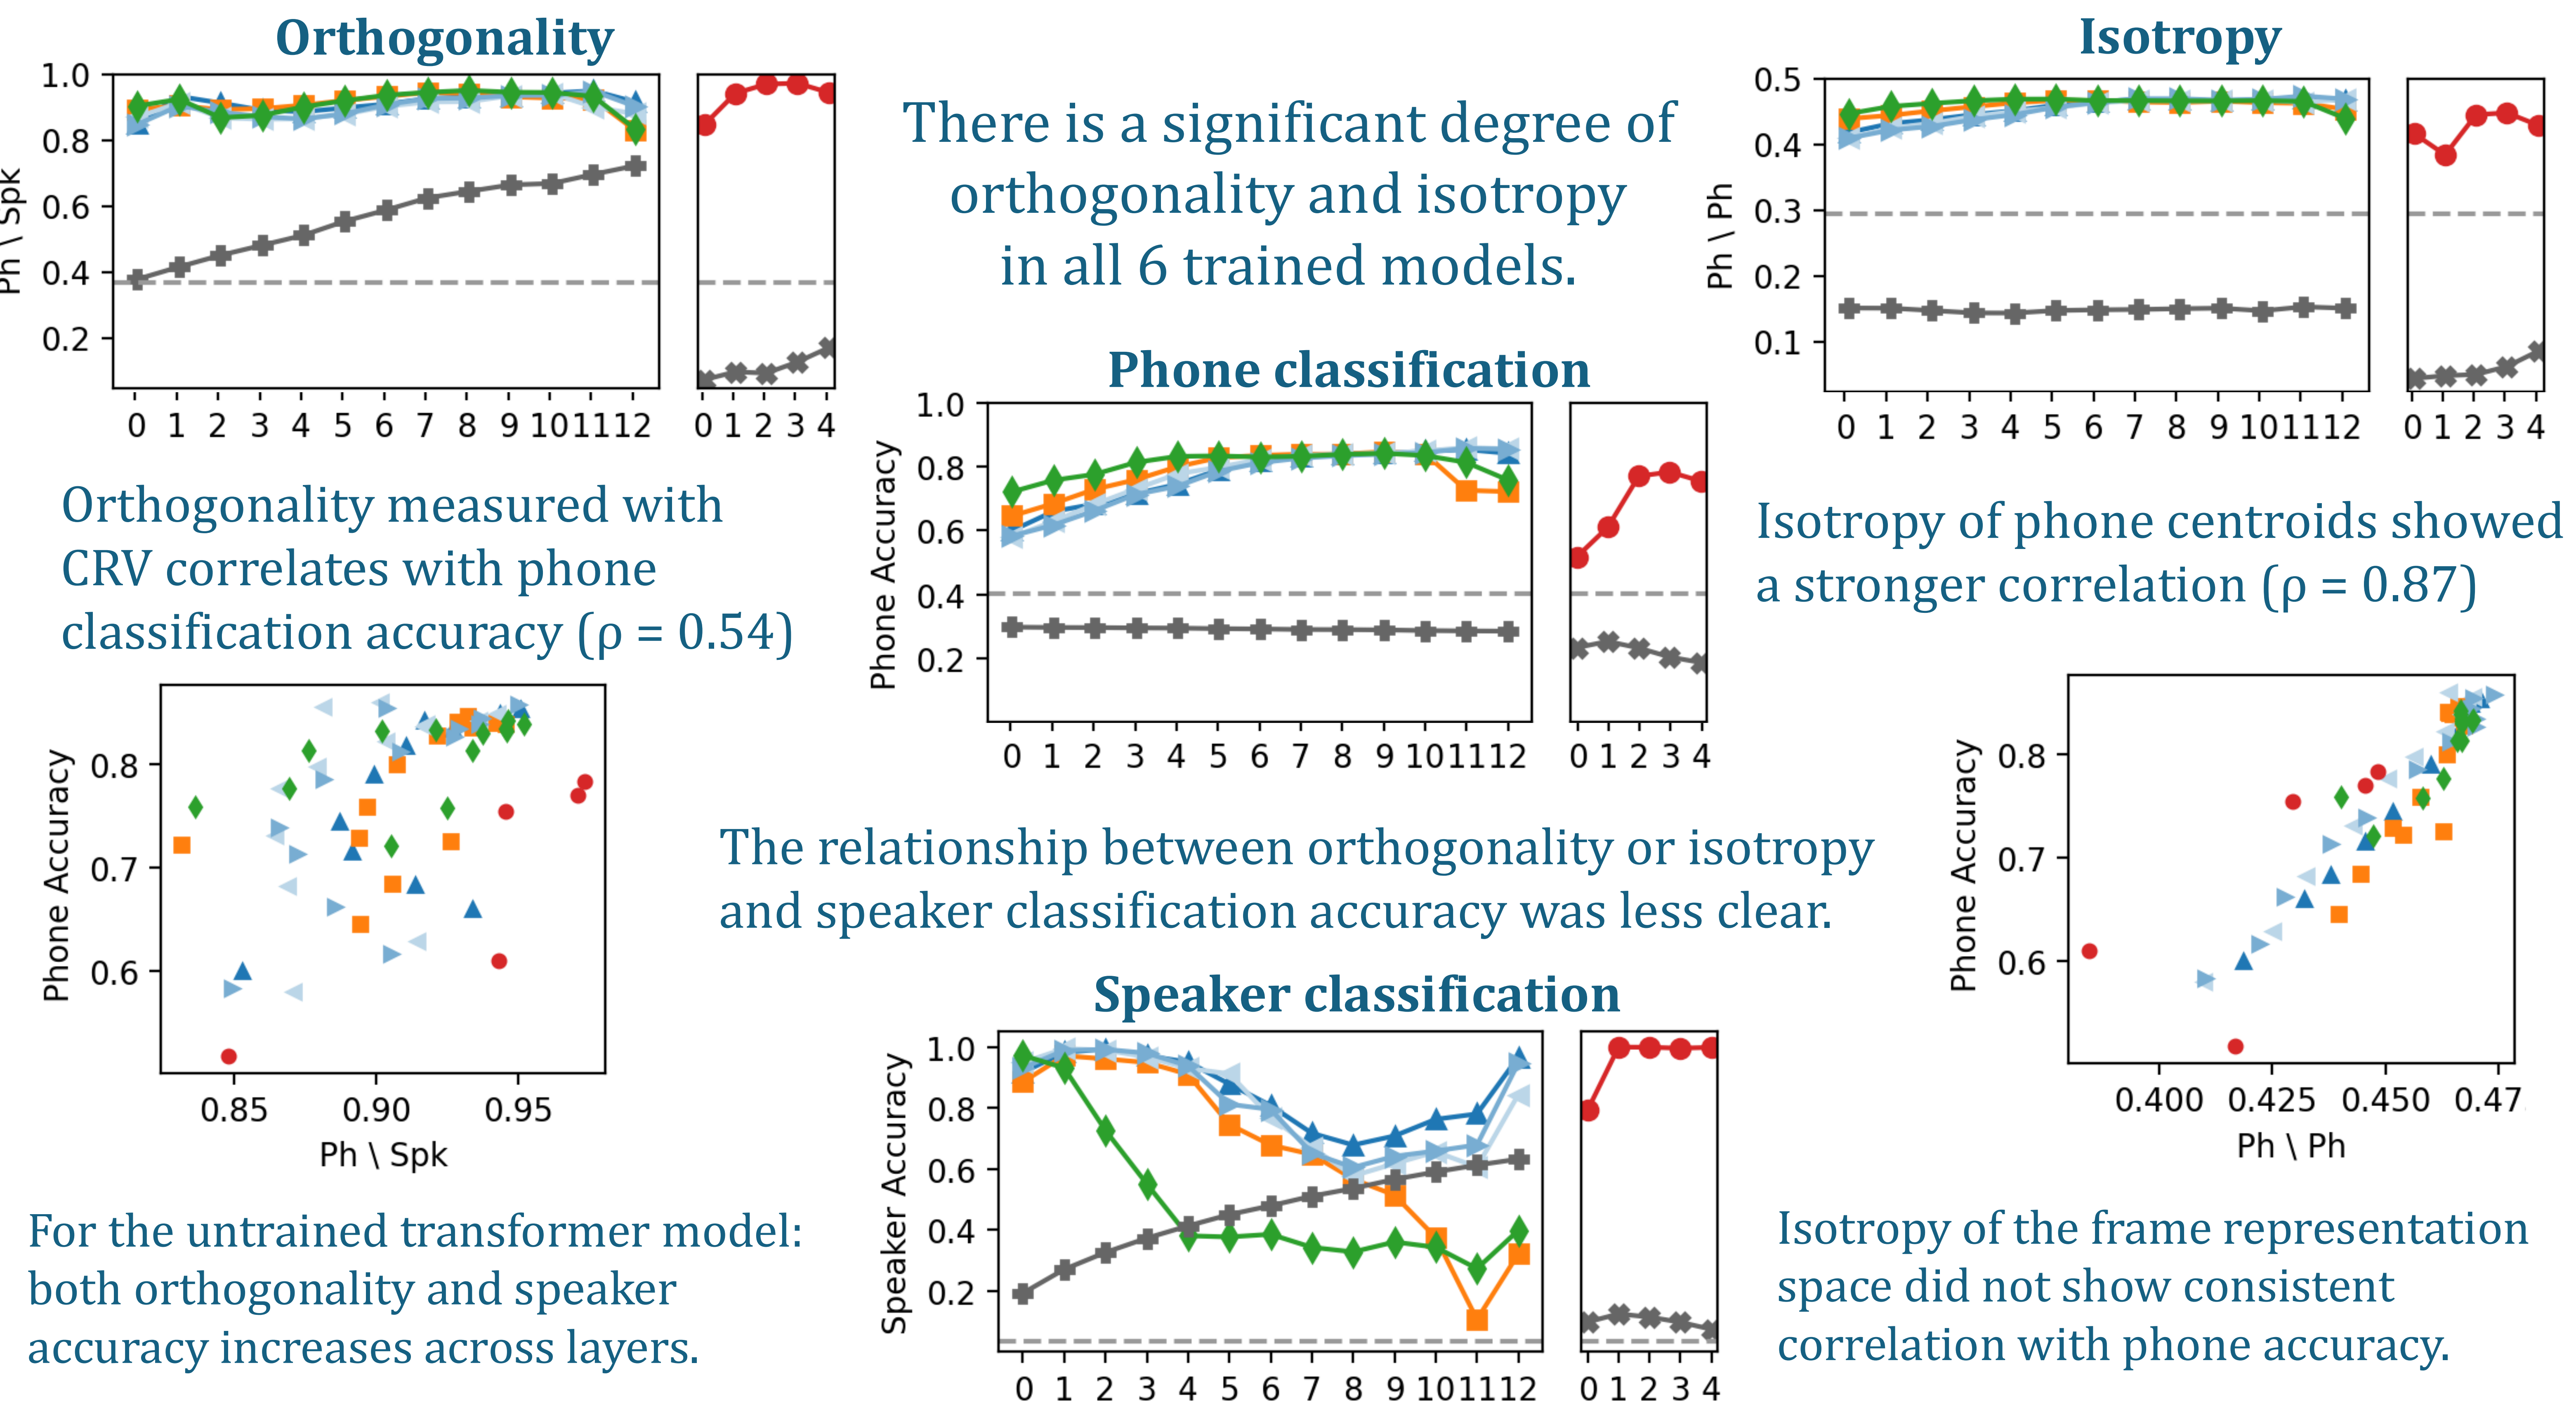 Orthogonality
1.0
0.8
0.6
0.4
0.2
Ph \ Spk
0 1 2 3 4 5 6 7 8 9 10 11 12
0 1 2 3 4
There is a significant degree of
orthogonality and isotropy
in all 6 trained models.
Isotropy
0.5
0.4
0.3
0.2
0.1
Ph \ Ph
0 1 2 3 4 5 6 7 8 9 10 11 12
0 1 2 3 4
Phone classification
1.0
0.8
0.6
0.4
0.2
Phone Accuracy
0 1 2 3 4 5 6 7 8 9 10 11 12
0 1 2 3 4
Orthogonality measured with
CRV correlates with phone
classification accuracy (ρ = 0.54)
Isotropy of phone centroids showed
a stronger correlation (ρ = 0.87)
0.8
0.7
0.6
Phone Accuracy
0.85 0.90 0.95
Ph \ Spk
The relationship between orthogonality or isotropy
and speaker classification accuracy was less clear.
0.8
0.7
0.6
Phone Accuracy
0.400 0.425 0.450 0.47
Ph \ Ph
Speaker classification
1.0
0.8
0.6
0.4
0.2
Speaker Accuracy
0 1 2 3 4 5 6 7 8 9 10 11 12
0 1 2 3 4
For the untrained transformer model:
both orthogonality and speaker
accuracy increases across layers.
Isotropy of the frame representation
space did not show consistent
correlation with phone accuracy.